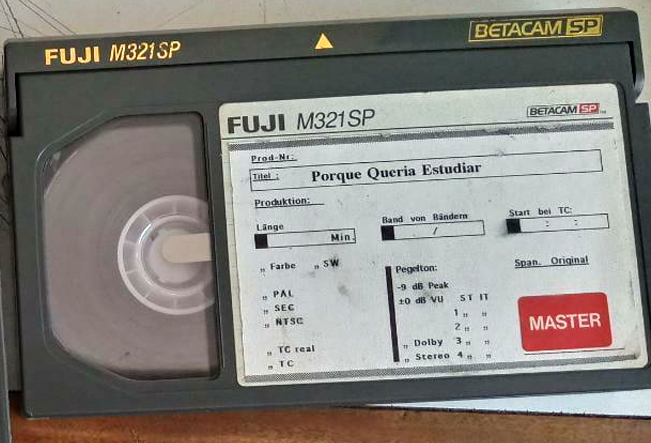 FUJI M321SP
BETACAM SP
FUJI M321SP
BETACAM SP
Prod-Nr:
Titel : Porque Queria Estudiar
Produktion:
Länge
Min.
Band von Bändern
/
Start bei TC:
: :
„ Farbe „ SW
„ PAL
„ SEC
„ NTSC
„ TC real
„ TC
Pegelton:
-9 dB Peak
±0 dB VU ST IT
1 „ „
2 „ „
„ Dolby 3 „ „
„ Stereo 4 „ „
Span. Original
MASTER